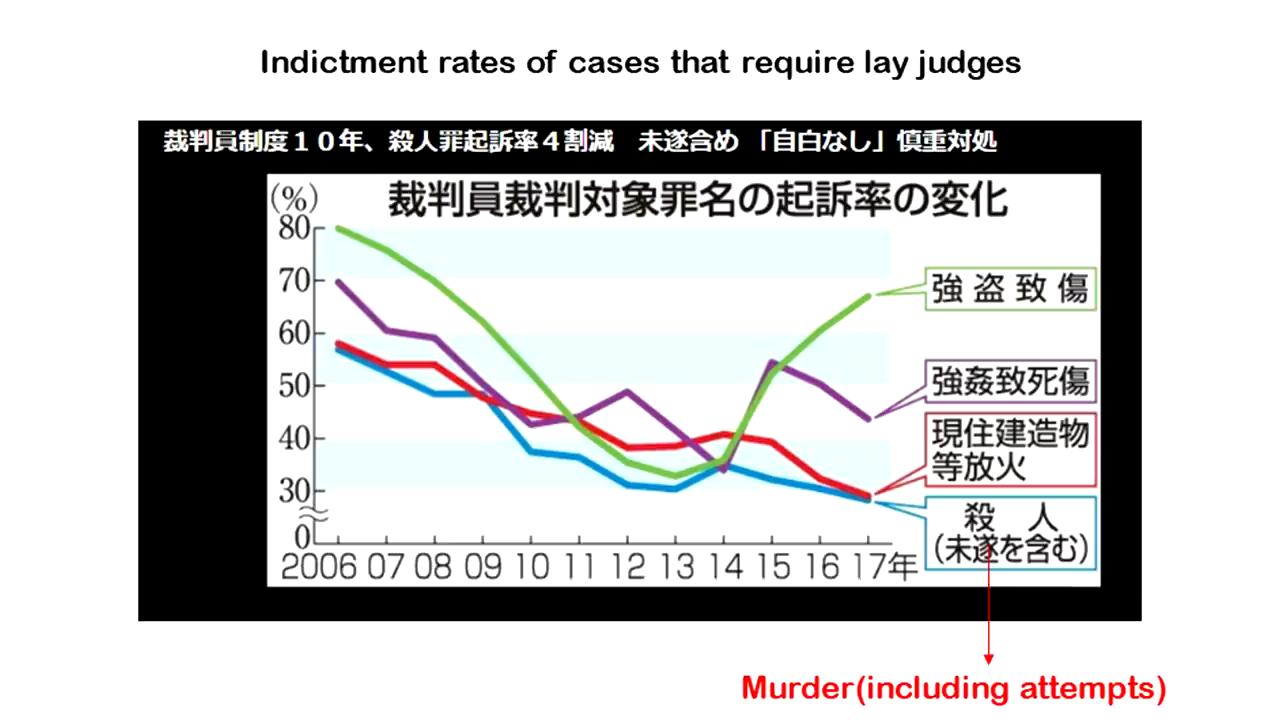 Indictment rates of cases that require lay judges
裁判員制度１０年、殺人罪起訴率４割減　未遂含め 「自白なし」慎重対処
裁判員裁判対象罪名の起訴率の変化
(%)
80
70
60
50
40
30
0
2006 07 08 09 10 11 12 13 14 15 16 17年
強盗致傷
強姦致死傷
現住建造物
等放火
殺　人
(未遂を含む)
Murder(including attempts)